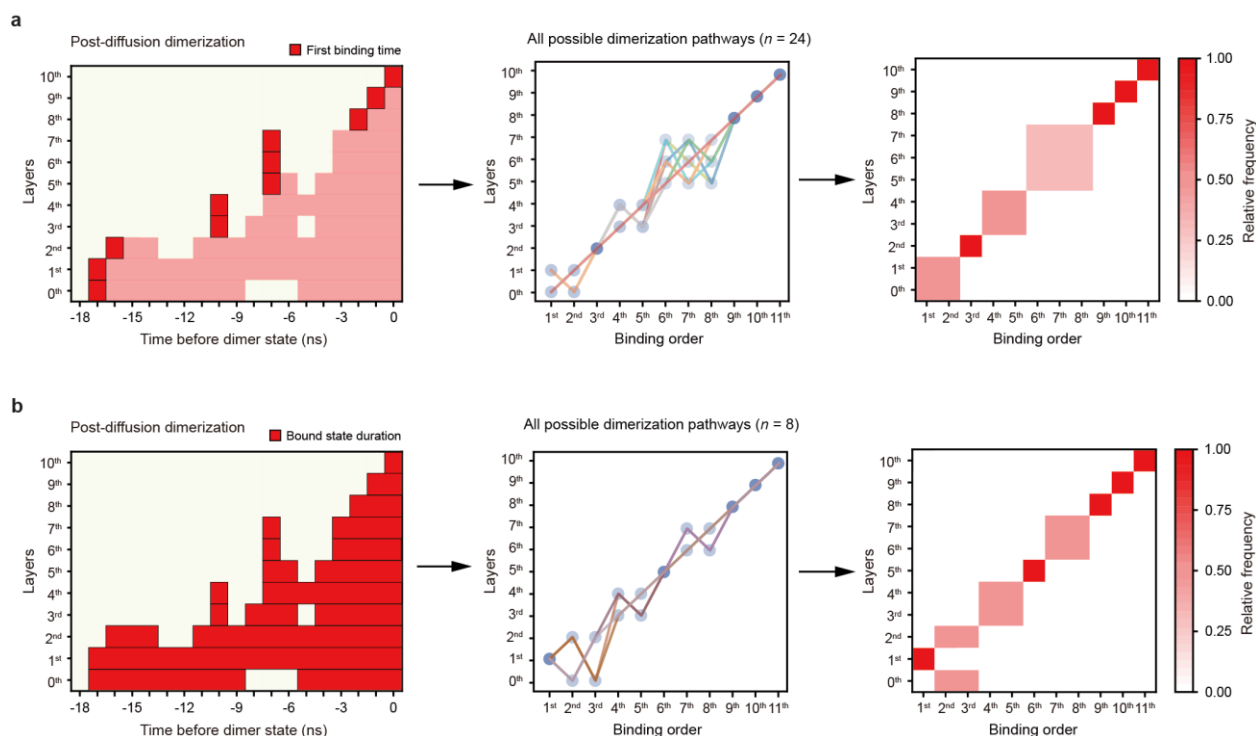 a
Post-diffusion dimerization
First binding time
10th
9th
8th
7th
6th
5th
4th
3rd
2nd
1st
0th
Layers
-18 -15 -12 -9 -6 -3 0
Time before dimer state (ns)
All possible dimerization pathways (n = 24)
10th
9th
8th
7th
6th
5th
4th
3rd
2nd
1st
0th
Layers
1st 2nd 3rd 4th 5th 6th 7th 8th 9th 10th 11th
Binding order
10th
9th
8th
7th
6th
5th
4th
3rd
2nd
1st
0th
Layers
1st 2nd 3rd 4th 5th 6th 7th 8th 9th 10th 11th
Binding order
1.00
0.75
0.50
0.25
0.00
Relative frequency
b
Post-diffusion dimerization
Bound state duration
10th
9th
8th
7th
6th
5th
4th
3rd
2nd
1st
0th
Layers
-18 -15 -12 -9 -6 -3 0
Time before dimer state (ns)
All possible dimerization pathways (n = 8)
10th
9th
8th
7th
6th
5th
4th
3rd
2nd
1st
0th
Layers
1st 2nd 3rd 4th 5th 6th 7th 8th 9th 10th 11th
Binding order
10th
9th
8th
7th
6th
5th
4th
3rd
2nd
1st
0th
Layers
1st 2nd 3rd 4th 5th 6th 7th 8th 9th 10th 11th
Binding order
1.00
0.75
0.50
0.25
0.00
Relative frequency